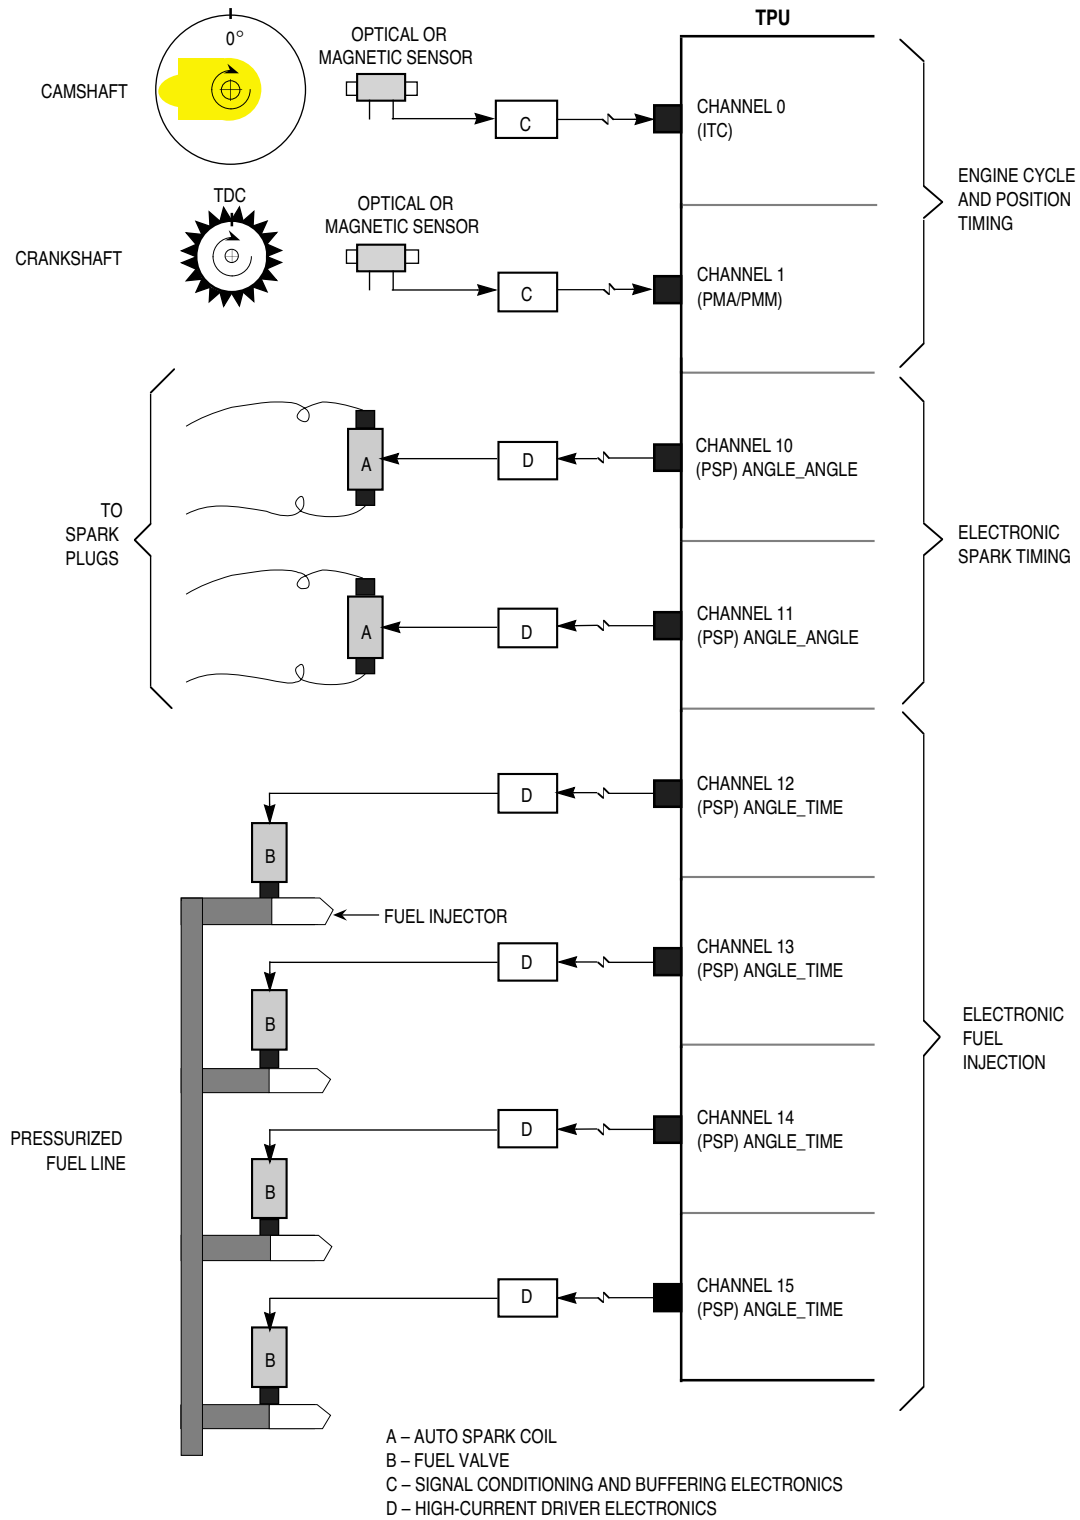 TPU
0°
CAMSHAFT
OPTICAL OR
MAGNETIC SENSOR
C
CHANNEL 0
(ITC)
ENGINE CYCLE
AND POSITION
TIMING
TDC
CRANKSHAFT
OPTICAL OR
MAGNETIC SENSOR
C
CHANNEL 1
(PMA/PMM)
TO
SPARK
PLUGS
A
D
CHANNEL 10
(PSP) ANGLE_ANGLE
ELECTRONIC
SPARK TIMING
A
D
CHANNEL 11
(PSP) ANGLE_ANGLE
D
CHANNEL 12
(PSP) ANGLE_TIME
B
FUEL INJECTOR
D
CHANNEL 13
(PSP) ANGLE_TIME
B
ELECTRONIC
FUEL
INJECTION
PRESSURIZED
FUEL LINE
D
CHANNEL 14
(PSP) ANGLE_TIME
B
D
CHANNEL 15
(PSP) ANGLE_TIME
B
A – AUTO SPARK COIL
B – FUEL VALVE
C – SIGNAL CONDITIONING AND BUFFERING ELECTRONICS
D – HIGH-CURRENT DRIVER ELECTRONICS